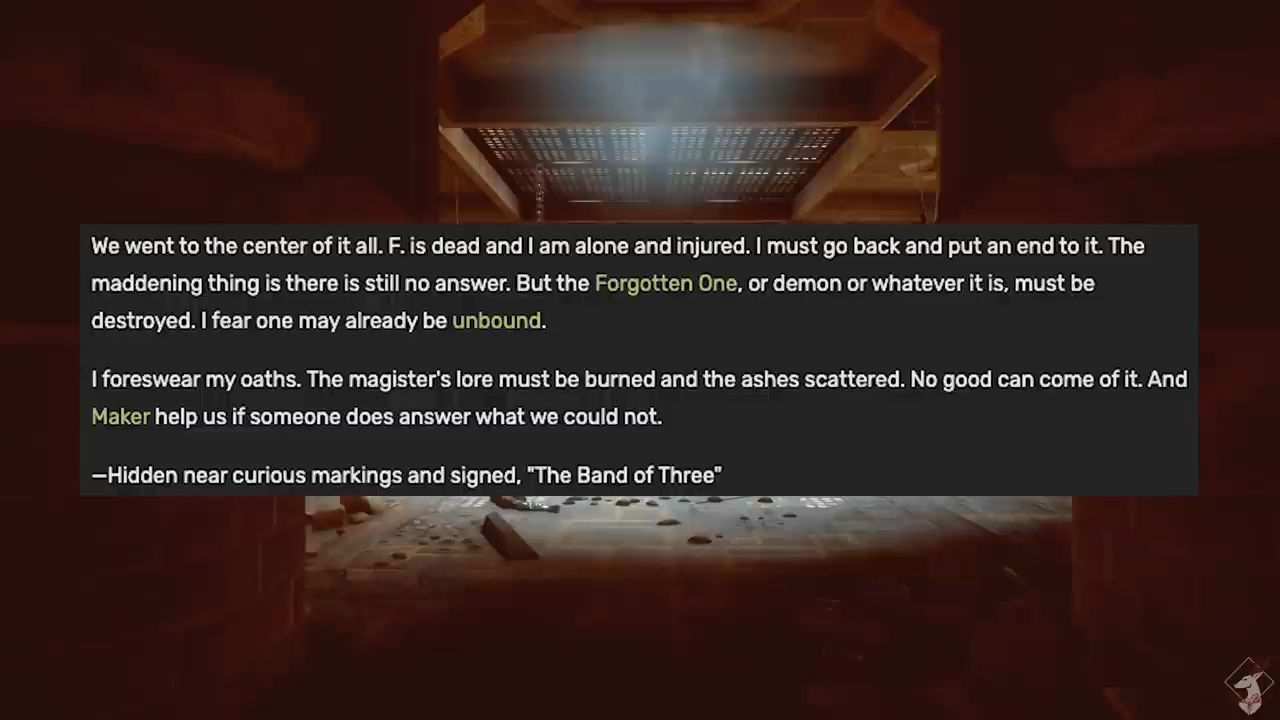 We went to the center of it all. F. is dead and I am alone and injured. I must go back and put an end to it. The
maddening thing is there is still no answer. But the Forgotten One, or demon or whatever it is, must be
destroyed. I fear one may already be unbound.
I foreswear my oaths. The magister's lore must be burned and the ashes scattered. No good can come of it. And
Maker help us if someone does answer what we could not.
—Hidden near curious markings and signed, "The Band of Three"